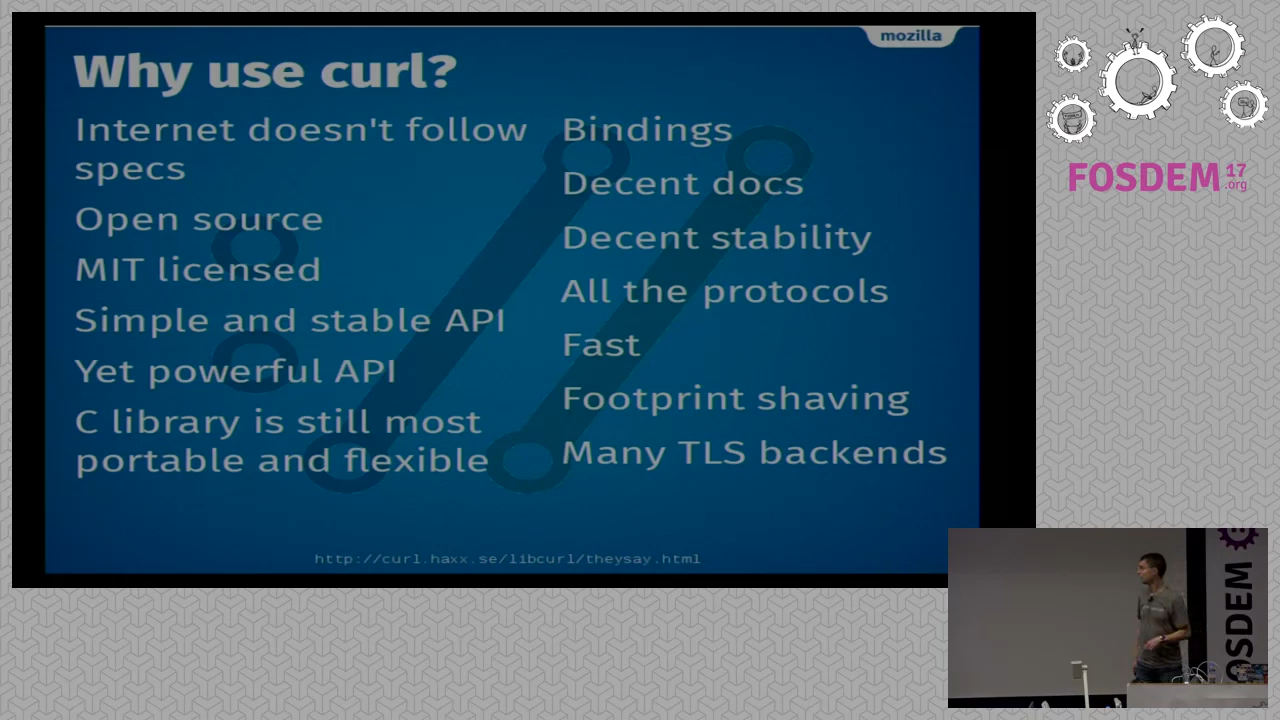 mozilla
Why use curl?
Internet doesn't follow
specs
Open source
MIT licensed
Simple and stable API
Yet powerful API
C library is still most
portable and flexible
Bindings
Decent docs
Decent stability
All the protocols
Fast
Footprint shaving
Many TLS backends
http://curl.haxx.se/libcurl/theysay.html
FOSDEM 17
.org
OSDEM